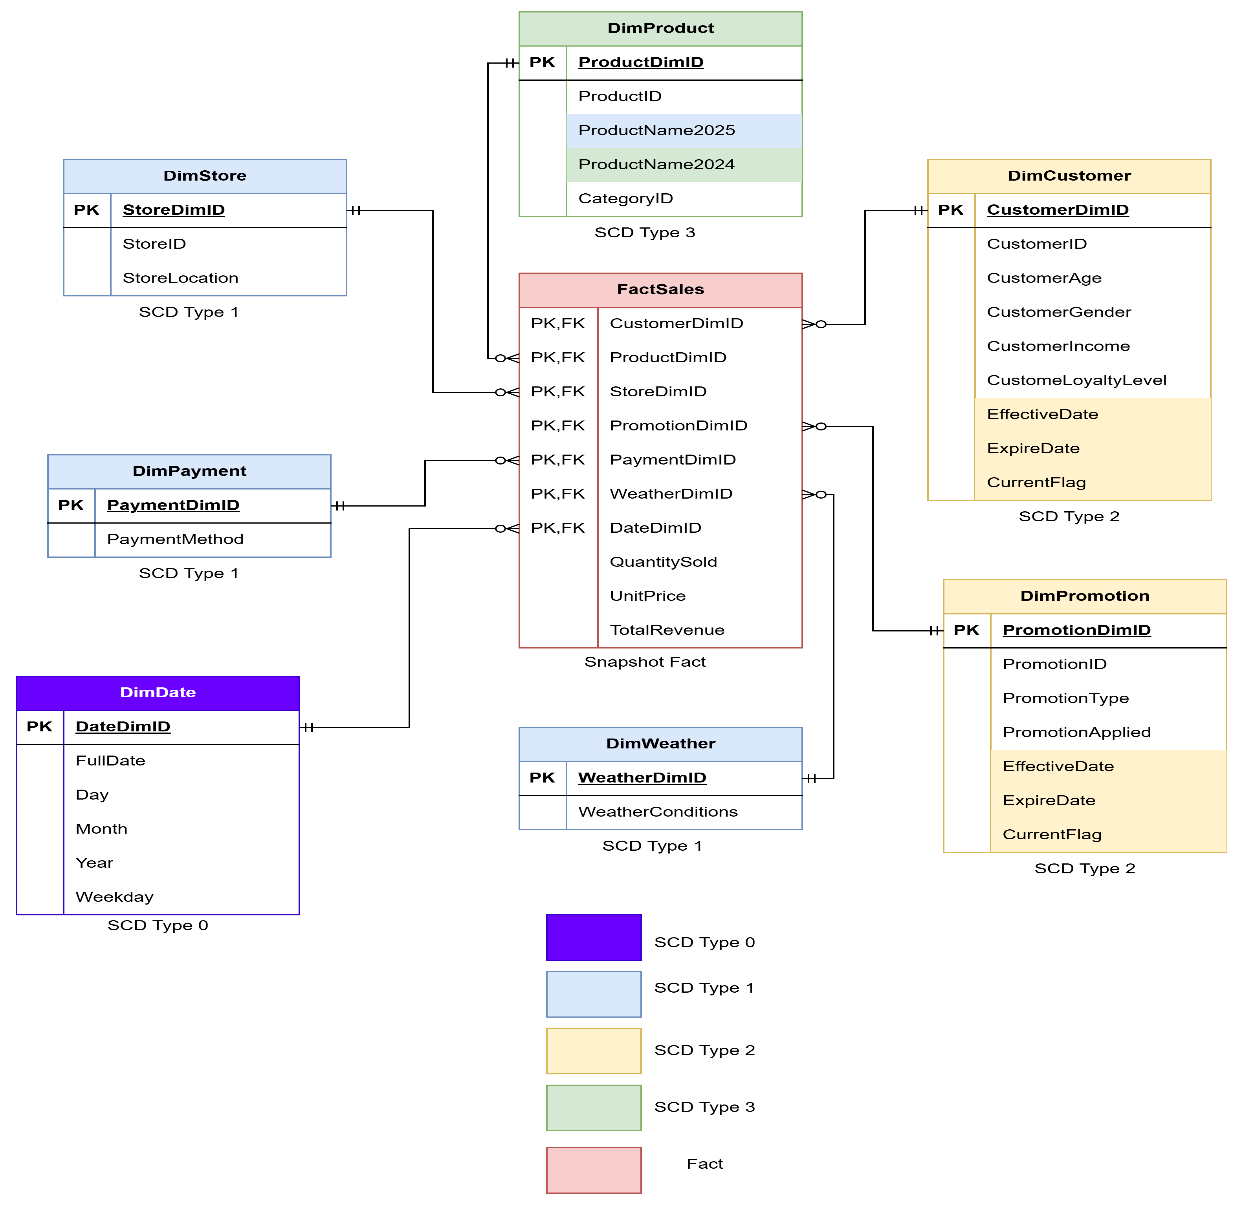 DimProduct
PK ProductDimID
ProductID
ProductName2025
ProductName2024
CategoryID
SCD Type 3
DimStore
PK StoreDimID
StoreID
StoreLocation
SCD Type 1
DimCustomer
PK CustomerDimID
CustomerID
CustomerAge
CustomerGender
CustomerIncome
CustomeLoyaltyLevel
EffectiveDate
ExpireDate
CurrentFlag
SCD Type 2
FactSales
PK,FK CustomerDimID
PK,FK ProductDimID
PK,FK StoreDimID
PK,FK PromotionDimID
PK,FK PaymentDimID
PK,FK WeatherDimID
PK,FK DateDimID
QuantitySold
UnitPrice
TotalRevenue
Snapshot Fact
DimPayment
PK PaymentDimID
PaymentMethod
SCD Type 1
DimPromotion
PK PromotionDimID
PromotionID
PromotionType
PromotionApplied
EffectiveDate
ExpireDate
CurrentFlag
SCD Type 2
DimDate
PK DateDimID
FullDate
Day
Month
Year
Weekday
SCD Type 0
DimWeather
PK WeatherDimID
WeatherConditions
SCD Type 1
SCD Type 0
SCD Type 1
SCD Type 2
SCD Type 3
Fact